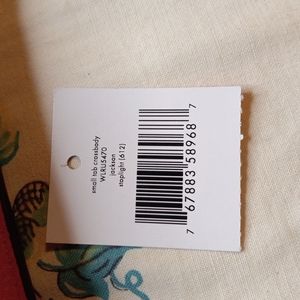 small tab crossbody
WLRU5470
jackson
stoplight (612)
7 67883 58968 7